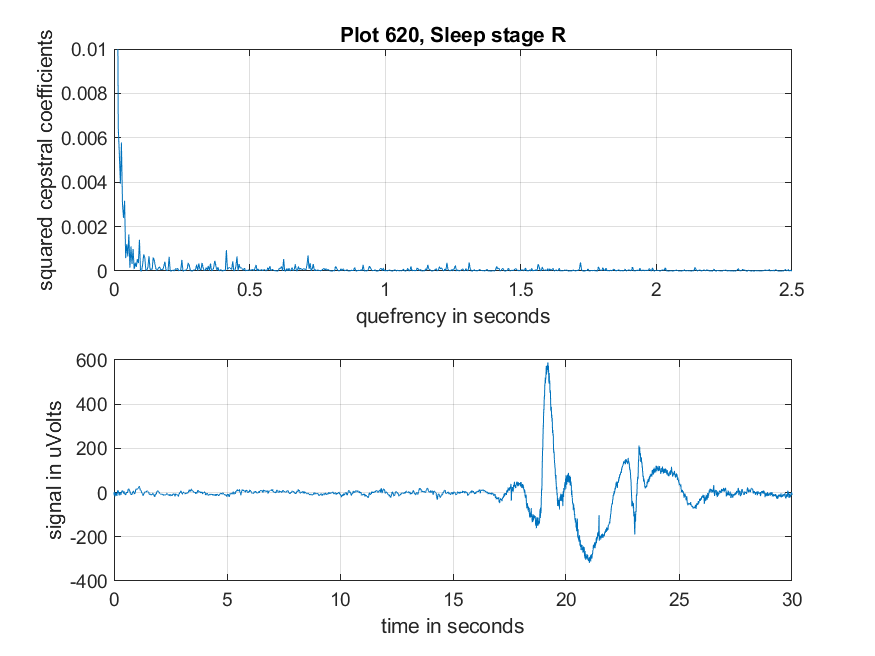 Plot 620, Sleep stage R
squared cepstral coefficients
0.01
0.008
0.006
0.004
0.002
0
0 0.5 1 1.5 2 2.5
quefrency in seconds
signal in uVolts
600
400
200
0
-200
-400
0 5 10 15 20 25 30
time in seconds